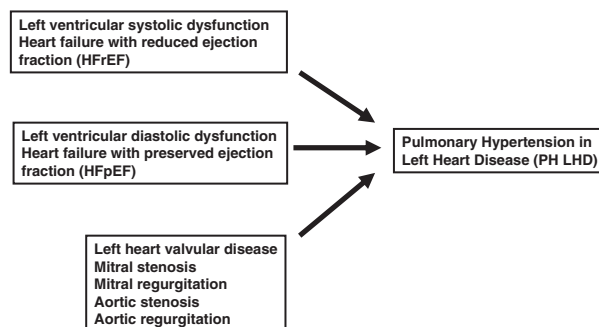 Left ventricular systolic dysfunction
Heart failure with reduced ejection
fraction (HFrEF)
Left ventricular diastolic dysfunction
Heart failure with preserved ejection
fraction (HFpEF)
Pulmonary Hypertension in
Left Heart Disease (PH LHD)
Left heart valvular disease
Mitral stenosis
Mitral regurgitation
Aortic stenosis
Aortic regurgitation